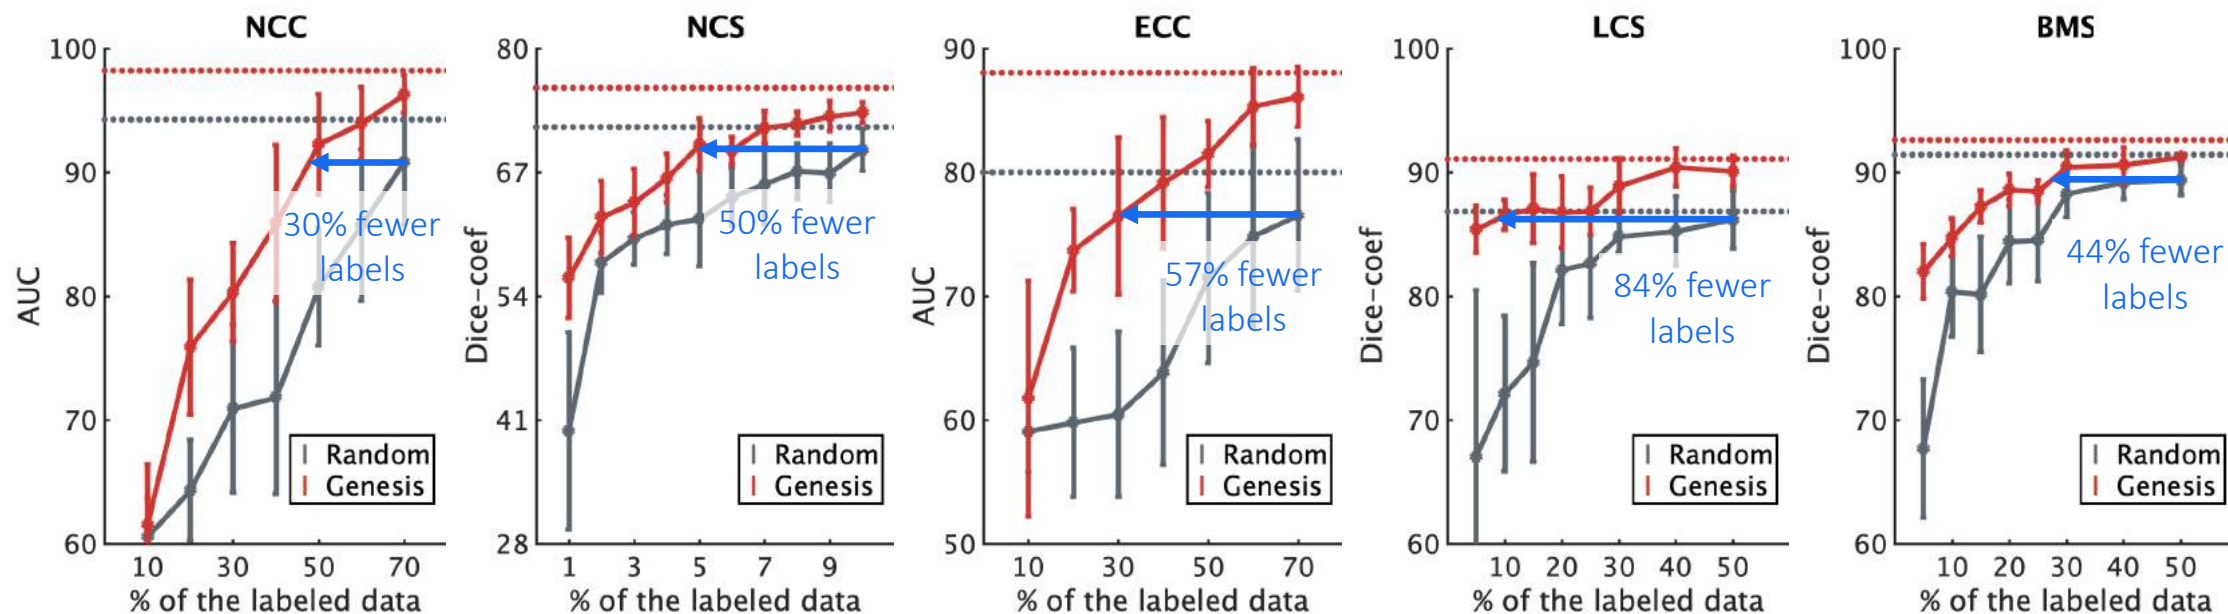 NCC
100
90
80
70
60
AUC
10 30 50 70
% of the labeled data
30% fewer
labels
Random
Genesis
NCS
80
67
54
41
28
Dice-coef
1 3 5 7 9
% of the labeled data
50% fewer
labels
Random
Genesis
ECC
90
80
70
60
50
AUC
10 30 50 70
% of the labeled data
57% fewer
labels
Random
Genesis
LCS
100
90
80
70
60
Dice-coef
10 20 30 40 50
% of the labeled data
84% fewer
labels
Random
Genesis
BMS
100
90
80
70
60
Dice-coef
10 20 30 40 50
% of the labeled data
44% fewer
labels
Random
Genesis